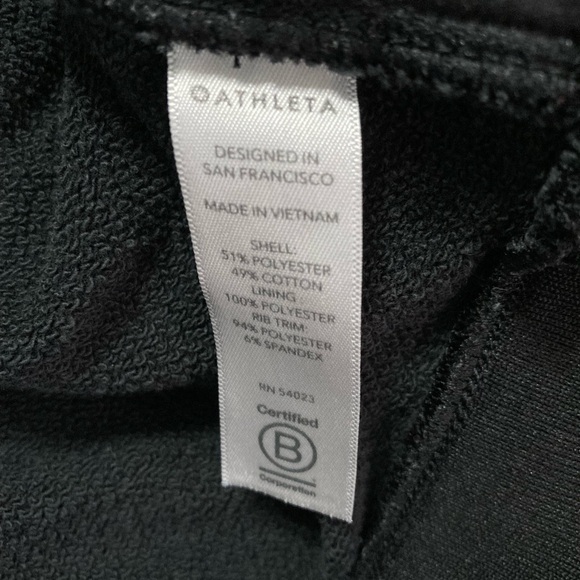 ATHLETA
DESIGNED IN
SAN FRANCISCO
MADE IN VIETNAM
SHELL:
51% POLYESTER
49% COTTON
LINING
100% POLYESTER
RIB TRIM:
94% POLYESTER
6% SPANDEX
RN 54023
Certified
B
Corporation